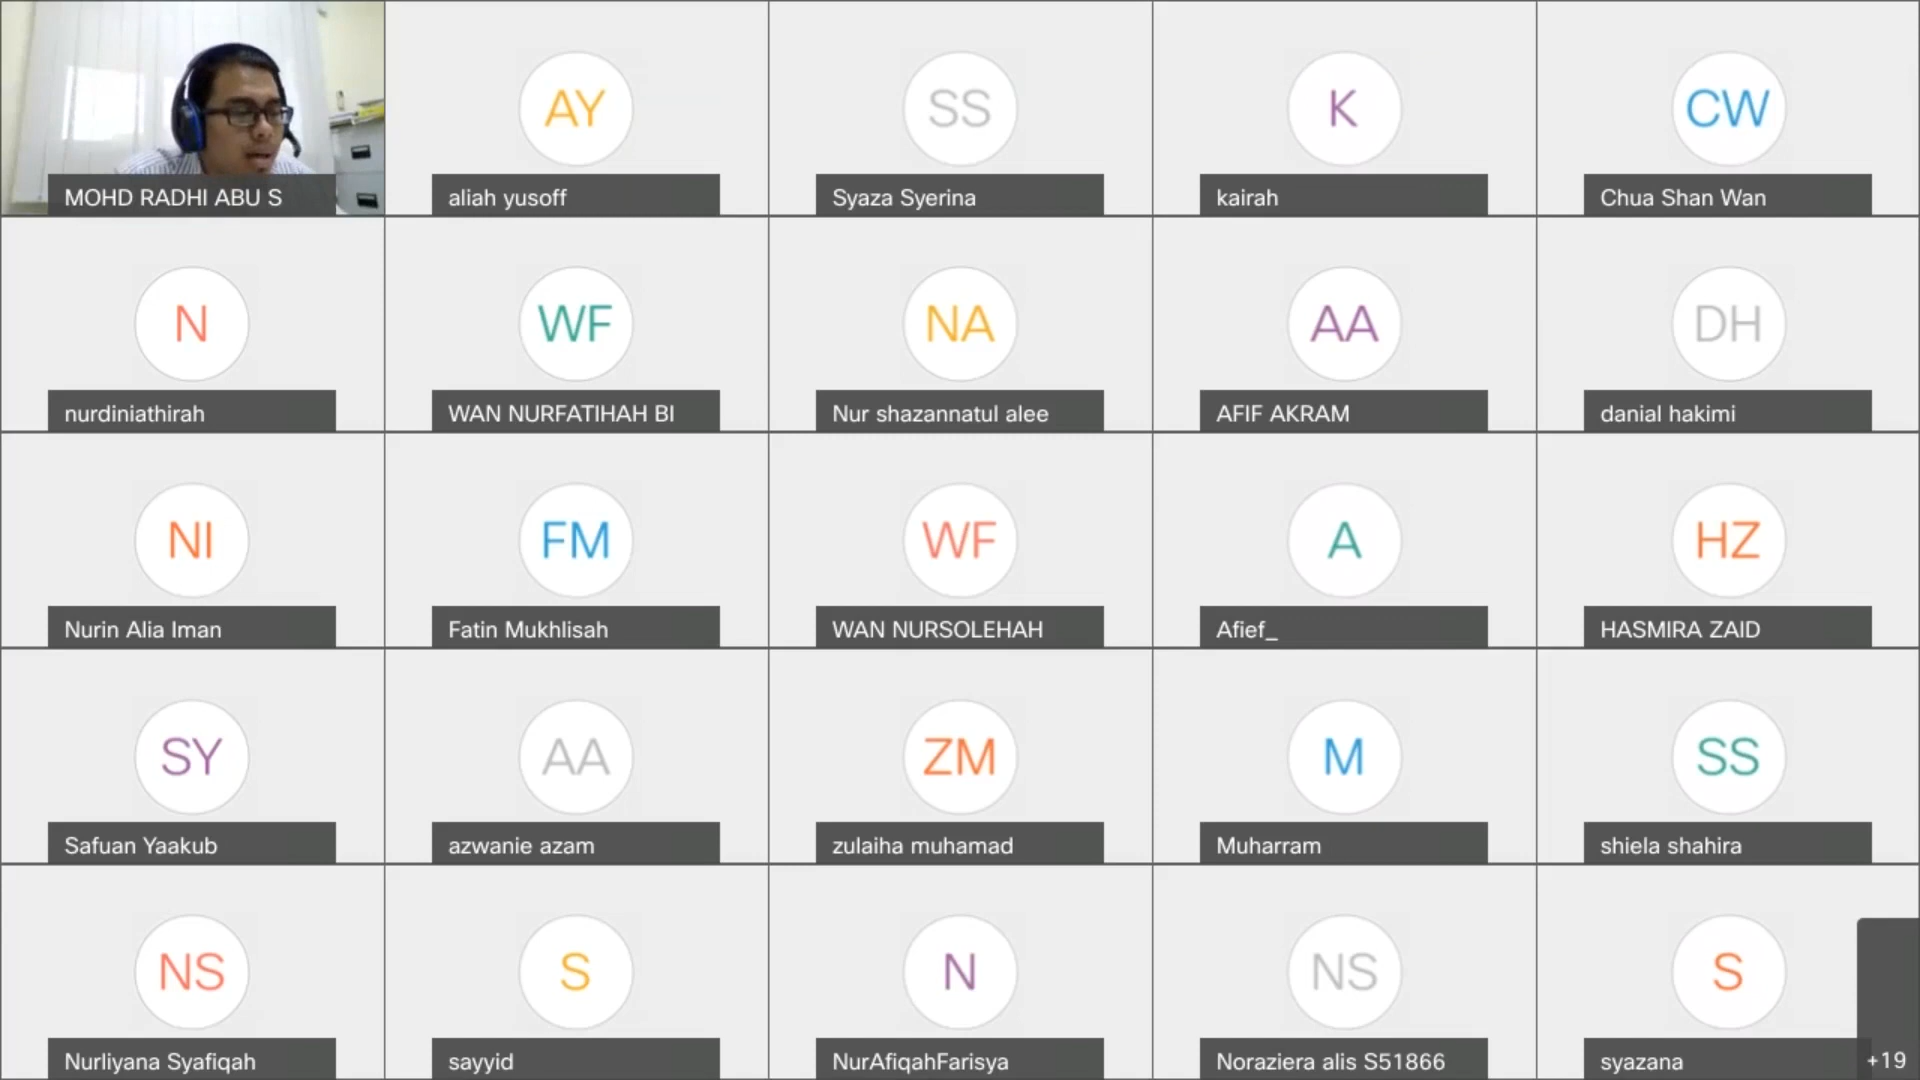 MOHD RADHI ABU S
AY
aliah yusoff
SS
Syaza Syerina
K
kairah
CW
Chua Shan Wan
N
nurdiniathirah
WF
WAN NURFATIHAH BI
NA
Nur shazannatul alee
AA
AFIF AKRAM
DH
danial hakimi
NI
Nurin Alia Iman
FM
Fatin Mukhlisah
WF
WAN NURSOLEHAH
A
Afief_
HZ
HASMIRA ZAID
SY
Safuan Yaakub
AA
azwanie azam
ZM
zulaiha muhamad
M
Muharram
SS
shiela shahira
NS
Nurliyana Syafiqah
S
sayyid
N
NurAfiqahFarisya
NS
Noraziera alis S51866
S
syazana
+19